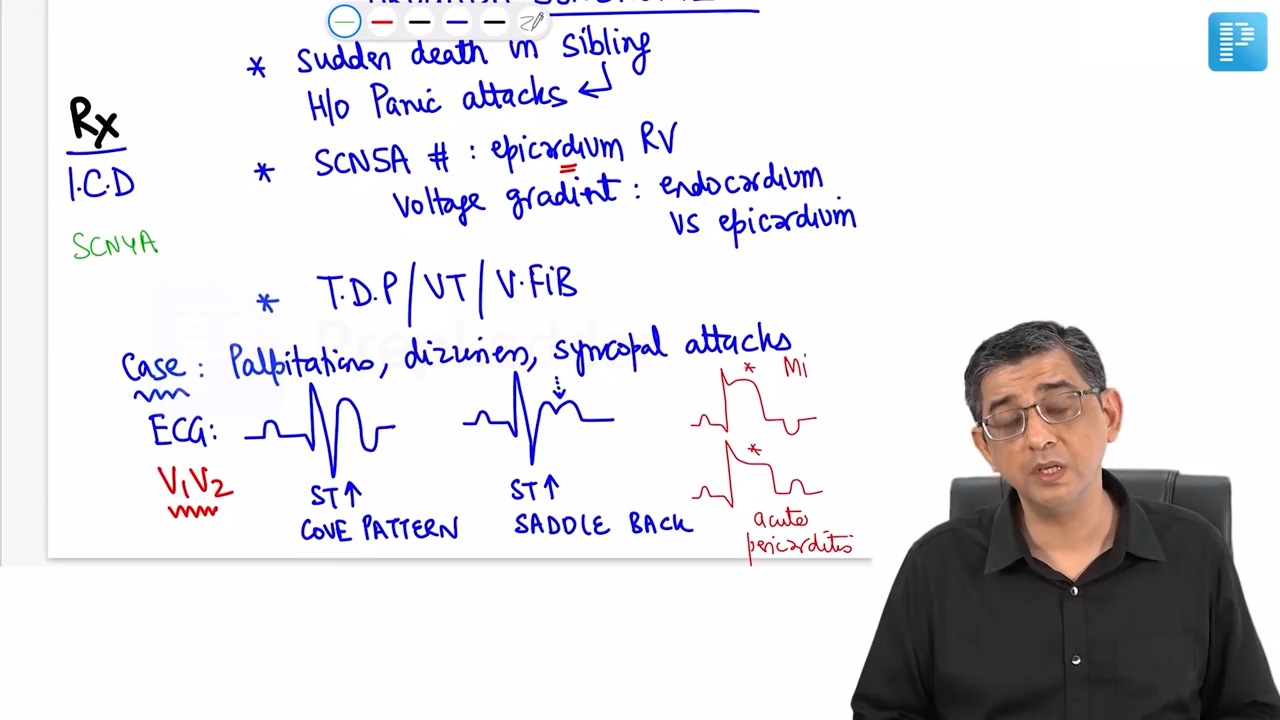 * sudden death in sibling
H/o Panic attacks
* SCN5A # : epicardium RV
Voltage gradient : endocardium
vs epicardium
* T.D.P / VT / V.FiB
Rx
I.C.D
SCN4A
Case : Palpitations, dizziness, syncopal attacks
ECG:
V1V2
ST↑
COVE PATTERN
ST↑
SADDLE BACK
* Mi
*
acute
pericarditis